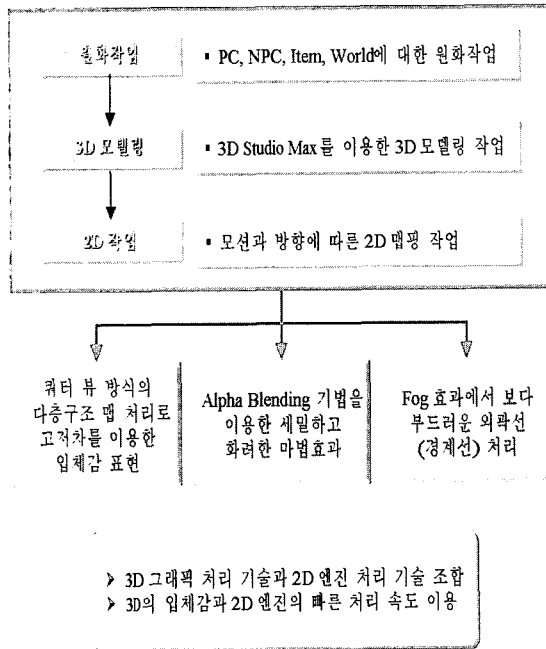 원화작업
▪ PC, NPC, Item, World에 대한 원화작업
3D 모델링
▪ 3D Studio Max를 이용한 3D 모델링 작업
2D 작업
▪ 모션과 방향에 따른 2D 맵핑 작업
쿼터 뷰 방식의
다층구조 맵 처리로
고저차를 이용한
입체감 표현
Alpha Blending 기법을
이용한 세밀하고
화려한 마법효과
Fog 효과에서 보다
부드러운 외곽선
(경계선) 처리
➢ 3D 그래픽 처리 기술과 2D 엔진 처리 기술 조합
➢ 3D의 입체감과 2D 엔진의 빠른 처리 속도 이용